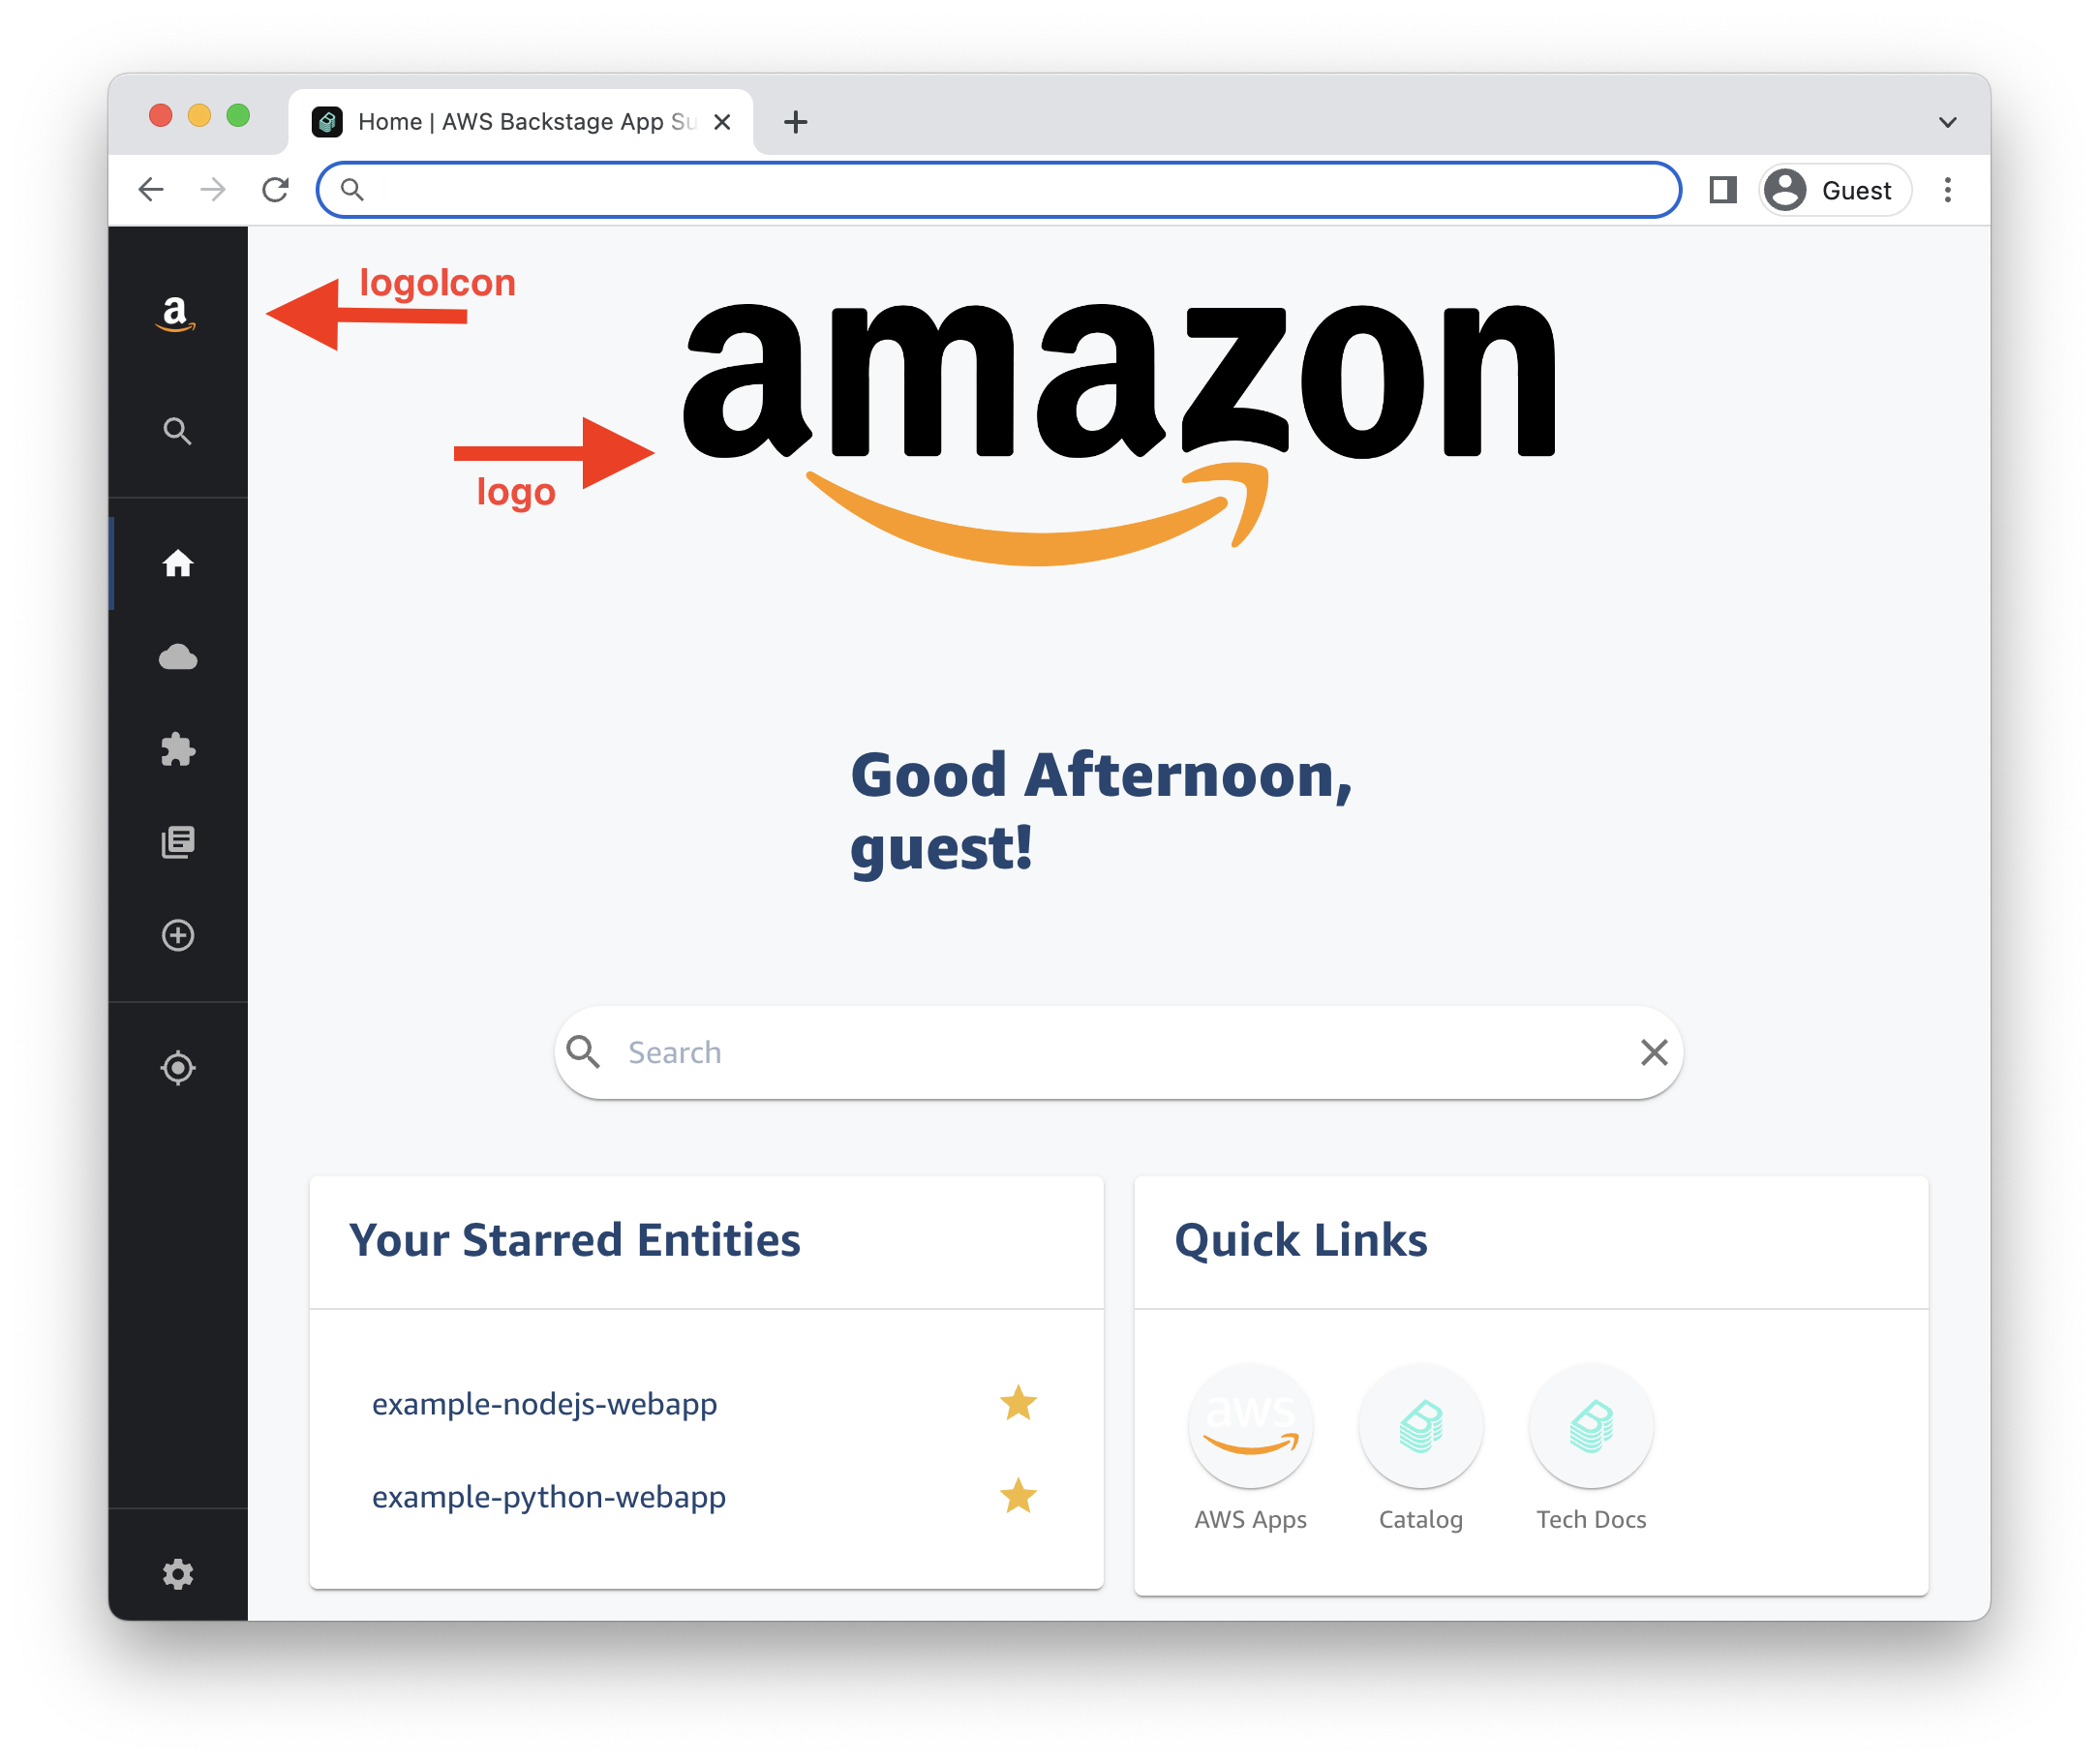 Home | AWS Backstage App Su
Guest
a
logoIcon
amazon
logo
Good Afternoon,
guest!
Search
Your Starred Entities
Quick Links
example-nodejs-webapp
example-python-webapp
aws
AWS Apps
Catalog
Tech Docs